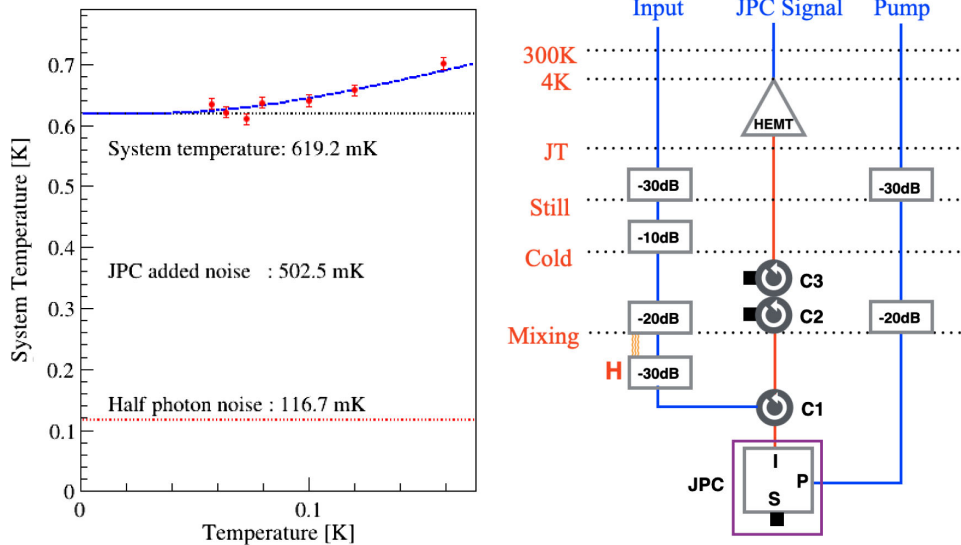 0.7
0.6
0.5
0.4
0.3
0.2
0.1
0
0
0.1
System Temperature [K]
Temperature [K]
System temperature: 619.2 mK
JPC added noise : 502.5 mK
Half photon noise : 116.7 mK
Input
JPC Signal
Pump
300K
4K
HEMT
JT
-30dB
-30dB
Still
-10dB
Cold
C3
-20dB
C2
-20dB
Mixing
H
-30dB
C1
I
JPC
P
S